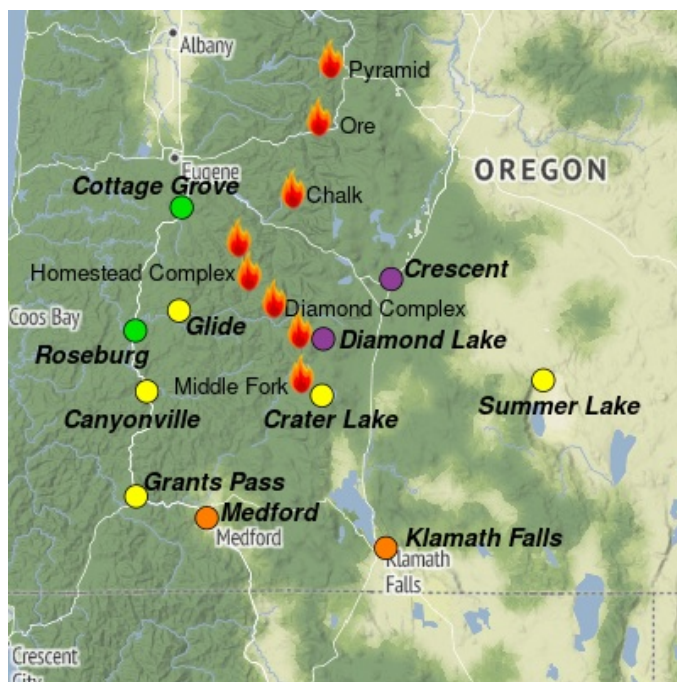 Albany
Pyramid
Ore
Eugene
OREGON
Cottage Grove
Chalk
Homestead Complex
Crescent
Diamond Complex
Coos Bay
Glide
Roseburg
Diamond Lake
Middle Fork
Canyonville
Crater Lake
Summer Lake
Grants Pass
Medford
Medford
Klamath Falls
Klamath
Falls
Crescent
City